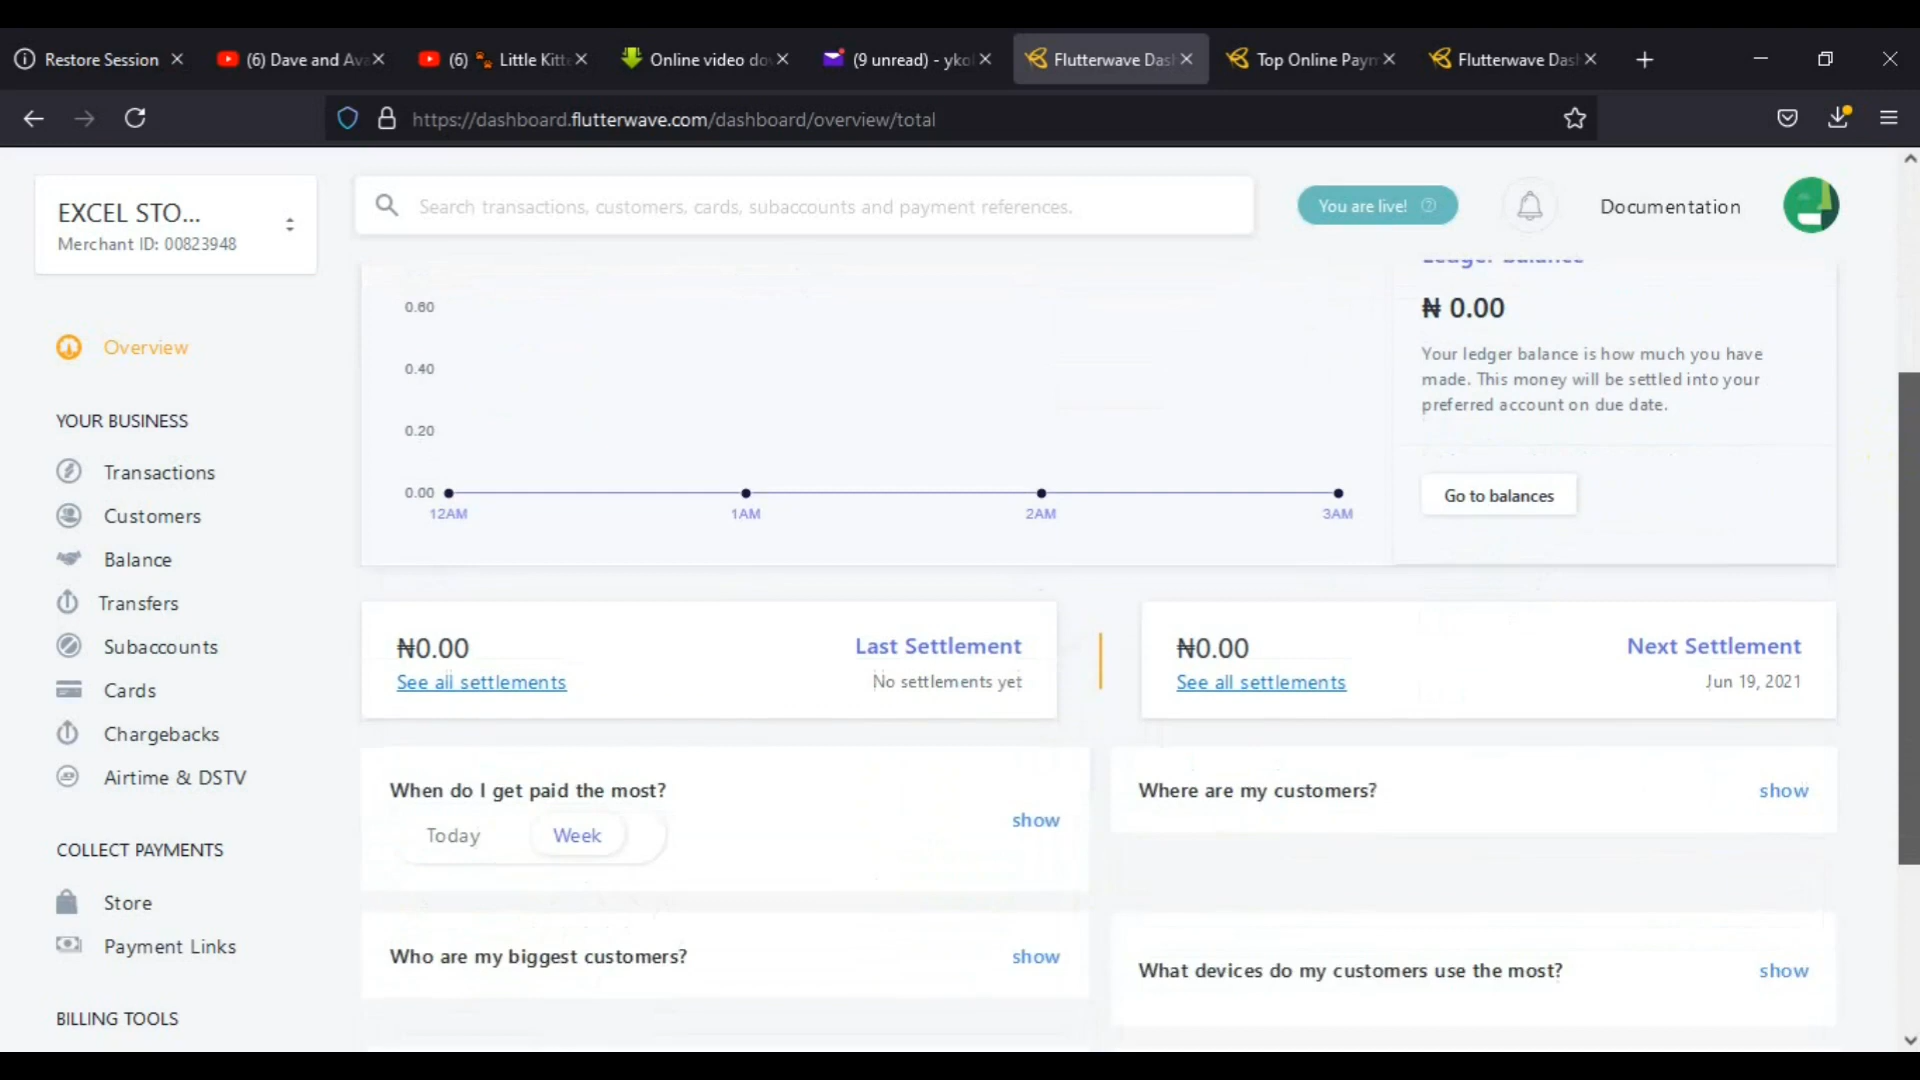 Restore Session
(6) Dave and Ava
(6) Little Kitte
Online video do
(9 unread) - yko
Flutterwave Das
Top Online Paym
Flutterwave Das
https://dashboard.flutterwave.com/dashboard/overview/total
EXCEL STO...
Merchant ID: 00823948
Search transactions, customers, cards, subaccounts and payment references.
You are live!
Documentation
Overview
YOUR BUSINESS
Transactions
Customers
Balance
Transfers
Subaccounts
Cards
Chargebacks
Airtime & DSTV
COLLECT PAYMENTS
Store
Payment Links
BILLING TOOLS
0.60
0.40
0.20
0.00
12AM 1AM 2AM 3AM
Ledger balance
₦ 0.00
Your ledger balance is how much you have
made. This money will be settled into your
preferred account on due date.
Go to balances
₦0.00
See all settlements
Last Settlement
No settlements yet
₦0.00
See all settlements
Next Settlement
Jun 19, 2021
When do I get paid the most?
Today Week
show
Where are my customers?
show
Who are my biggest customers?
show
What devices do my customers use the most?
show